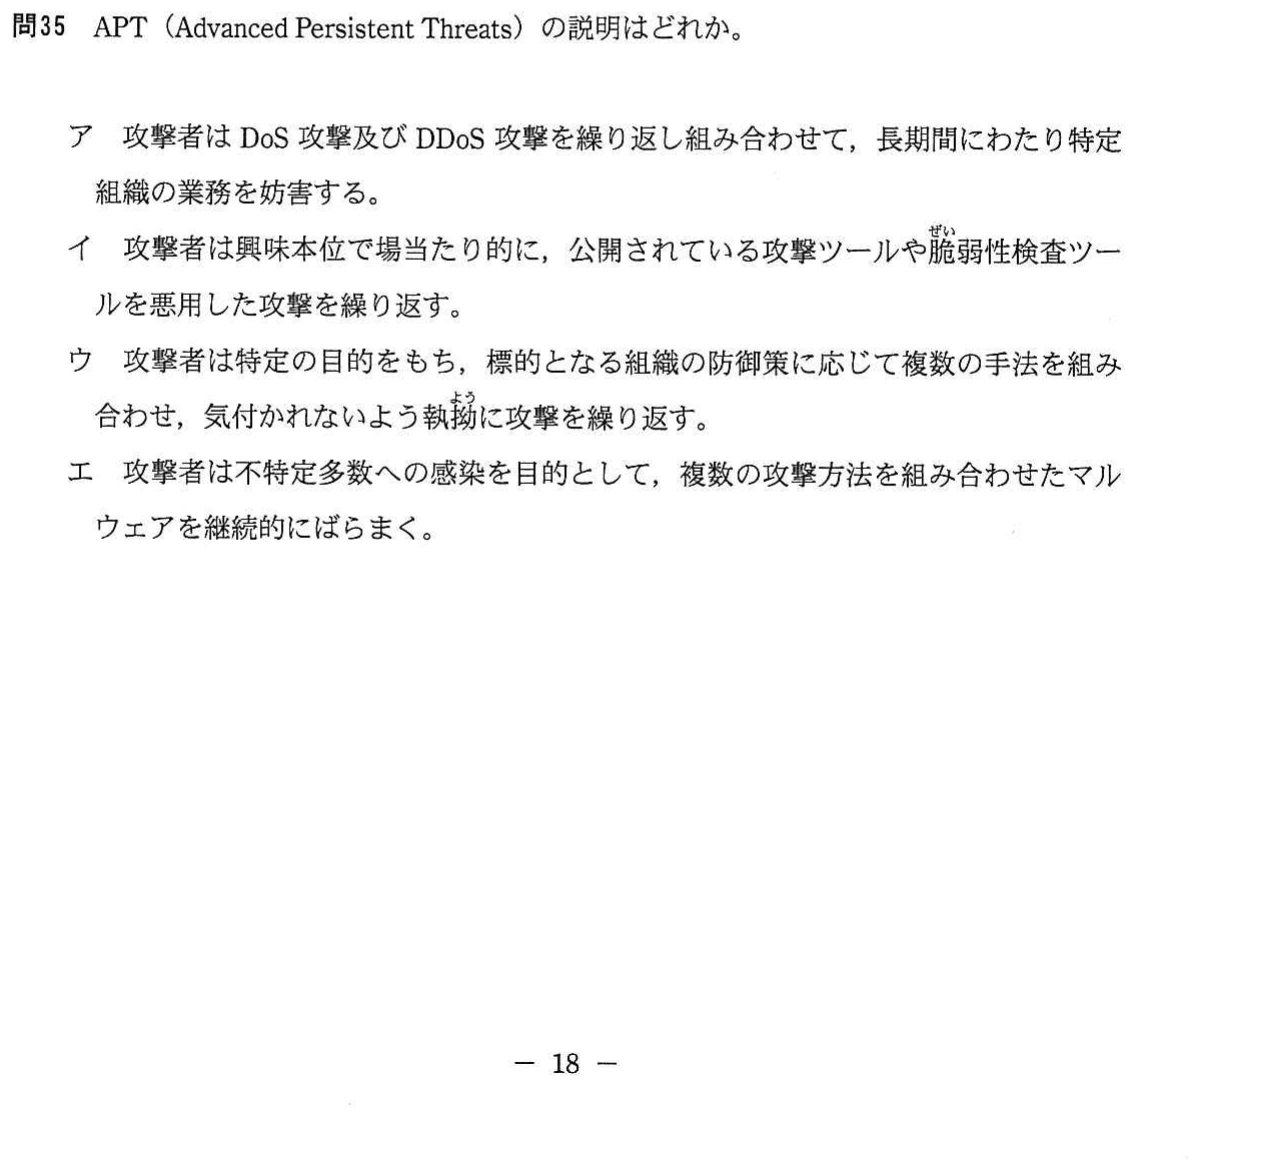 問35 APT（Advanced Persistent Threats）の説明はどれか。
ア 攻撃者は DoS 攻撃及び DDoS 攻撃を繰り返し組み合わせて，長期間にわたり特定
組織の業務を妨害する。
イ 攻撃者は興味本位で場当たり的に，公開されている攻撃ツールや脆弱性検査ツー
ぜい
ルを悪用した攻撃を繰り返す。
ウ 攻撃者は特定の目的をもち，標的となる組織の防御策に応じて複数の手法を組み
合わせ，気付かれないよう執拗に攻撃を繰り返す。
よう
エ 攻撃者は不特定多数への感染を目的として，複数の攻撃方法を組み合わせたマル
ウェアを継続的にばらまく。
－ 18 －